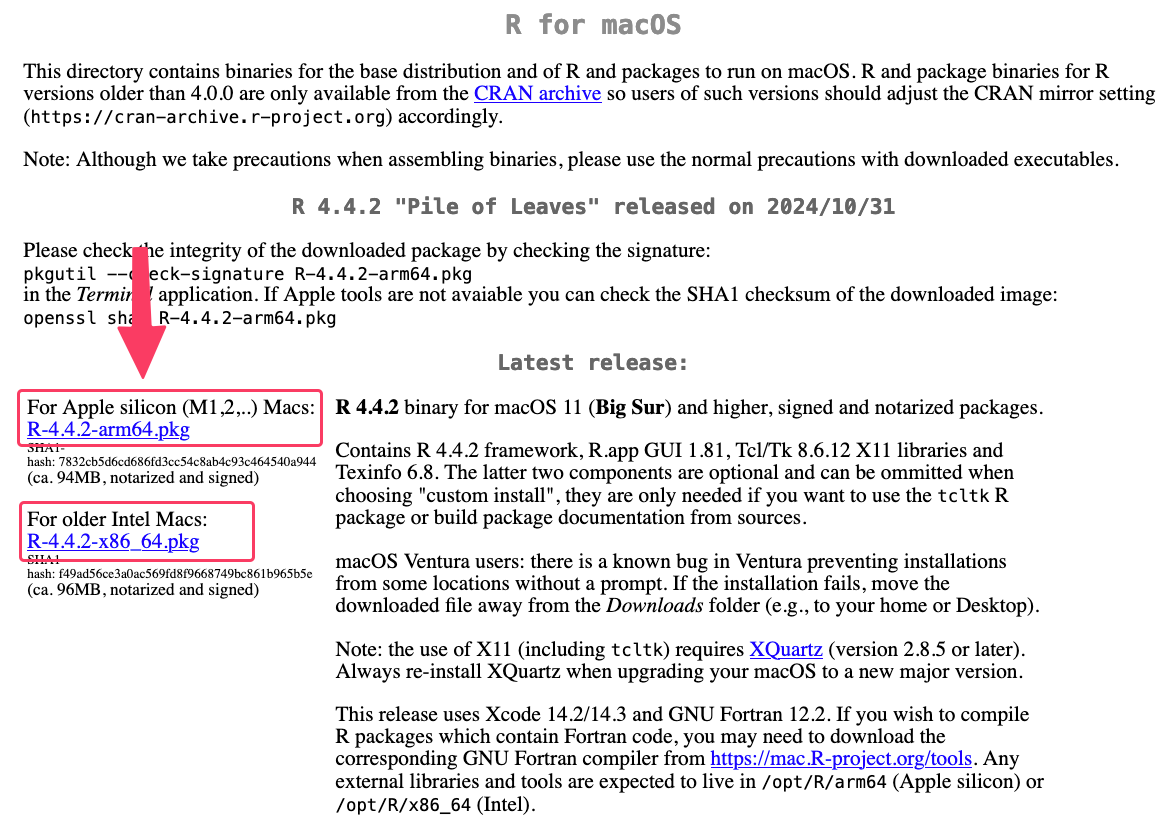 R for macOS
This directory contains binaries for the base distribution and of R and packages to run on macOS. R and package binaries for R
versions older than 4.0.0 are only available from the CRAN archive so users of such versions should adjust the CRAN mirror setting
(https://cran-archive.r-project.org) accordingly.
Note: Although we take precautions when assembling binaries, please use the normal precautions with downloaded executables.
R 4.4.2 "Pile of Leaves" released on 2024/10/31
Please check the integrity of the downloaded package by checking the signature:
pkgutil --check-signature R-4.4.2-arm64.pkg
in the Terminal application. If Apple tools are not avaiable you can check the SHA1 checksum of the downloaded image:
openssl sha1 R-4.4.2-arm64.pkg
Latest release:
For Apple silicon (M1,2,..) Macs:
R-4.4.2-arm64.pkg
SHA1-
hash: 7832cb5d6cd686fd3cc54c8ab4c93c464540a944
(ca. 94MB, notarized and signed)
For older Intel Macs:
R-4.4.2-x86_64.pkg
SHA1-
hash: f49ad56ce3a0ac569fd8f9668749bc861b965b5e
(ca. 96MB, notarized and signed)
R 4.4.2 binary for macOS 11 (Big Sur) and higher, signed and notarized packages.
Contains R 4.4.2 framework, R.app GUI 1.81, Tcl/Tk 8.6.12 X11 libraries and
Texinfo 6.8. The latter two components are optional and can be ommitted when
choosing "custom install", they are only needed if you want to use the tcltk R
package or build package documentation from sources.
macOS Ventura users: there is a known bug in Ventura preventing installations
from some locations without a prompt. If the installation fails, move the
downloaded file away from the Downloads folder (e.g., to your home or Desktop).
Note: the use of X11 (including tcltk) requires XQuartz (version 2.8.5 or later).
Always re-install XQuartz when upgrading your macOS to a new major version.
This release uses Xcode 14.2/14.3 and GNU Fortran 12.2. If you wish to compile
R packages which contain Fortran code, you may need to download the
corresponding GNU Fortran compiler from https://mac.R-project.org/tools. Any
external libraries and tools are expected to live in /opt/R/arm64 (Apple silicon) or
/opt/R/x86_64 (Intel).